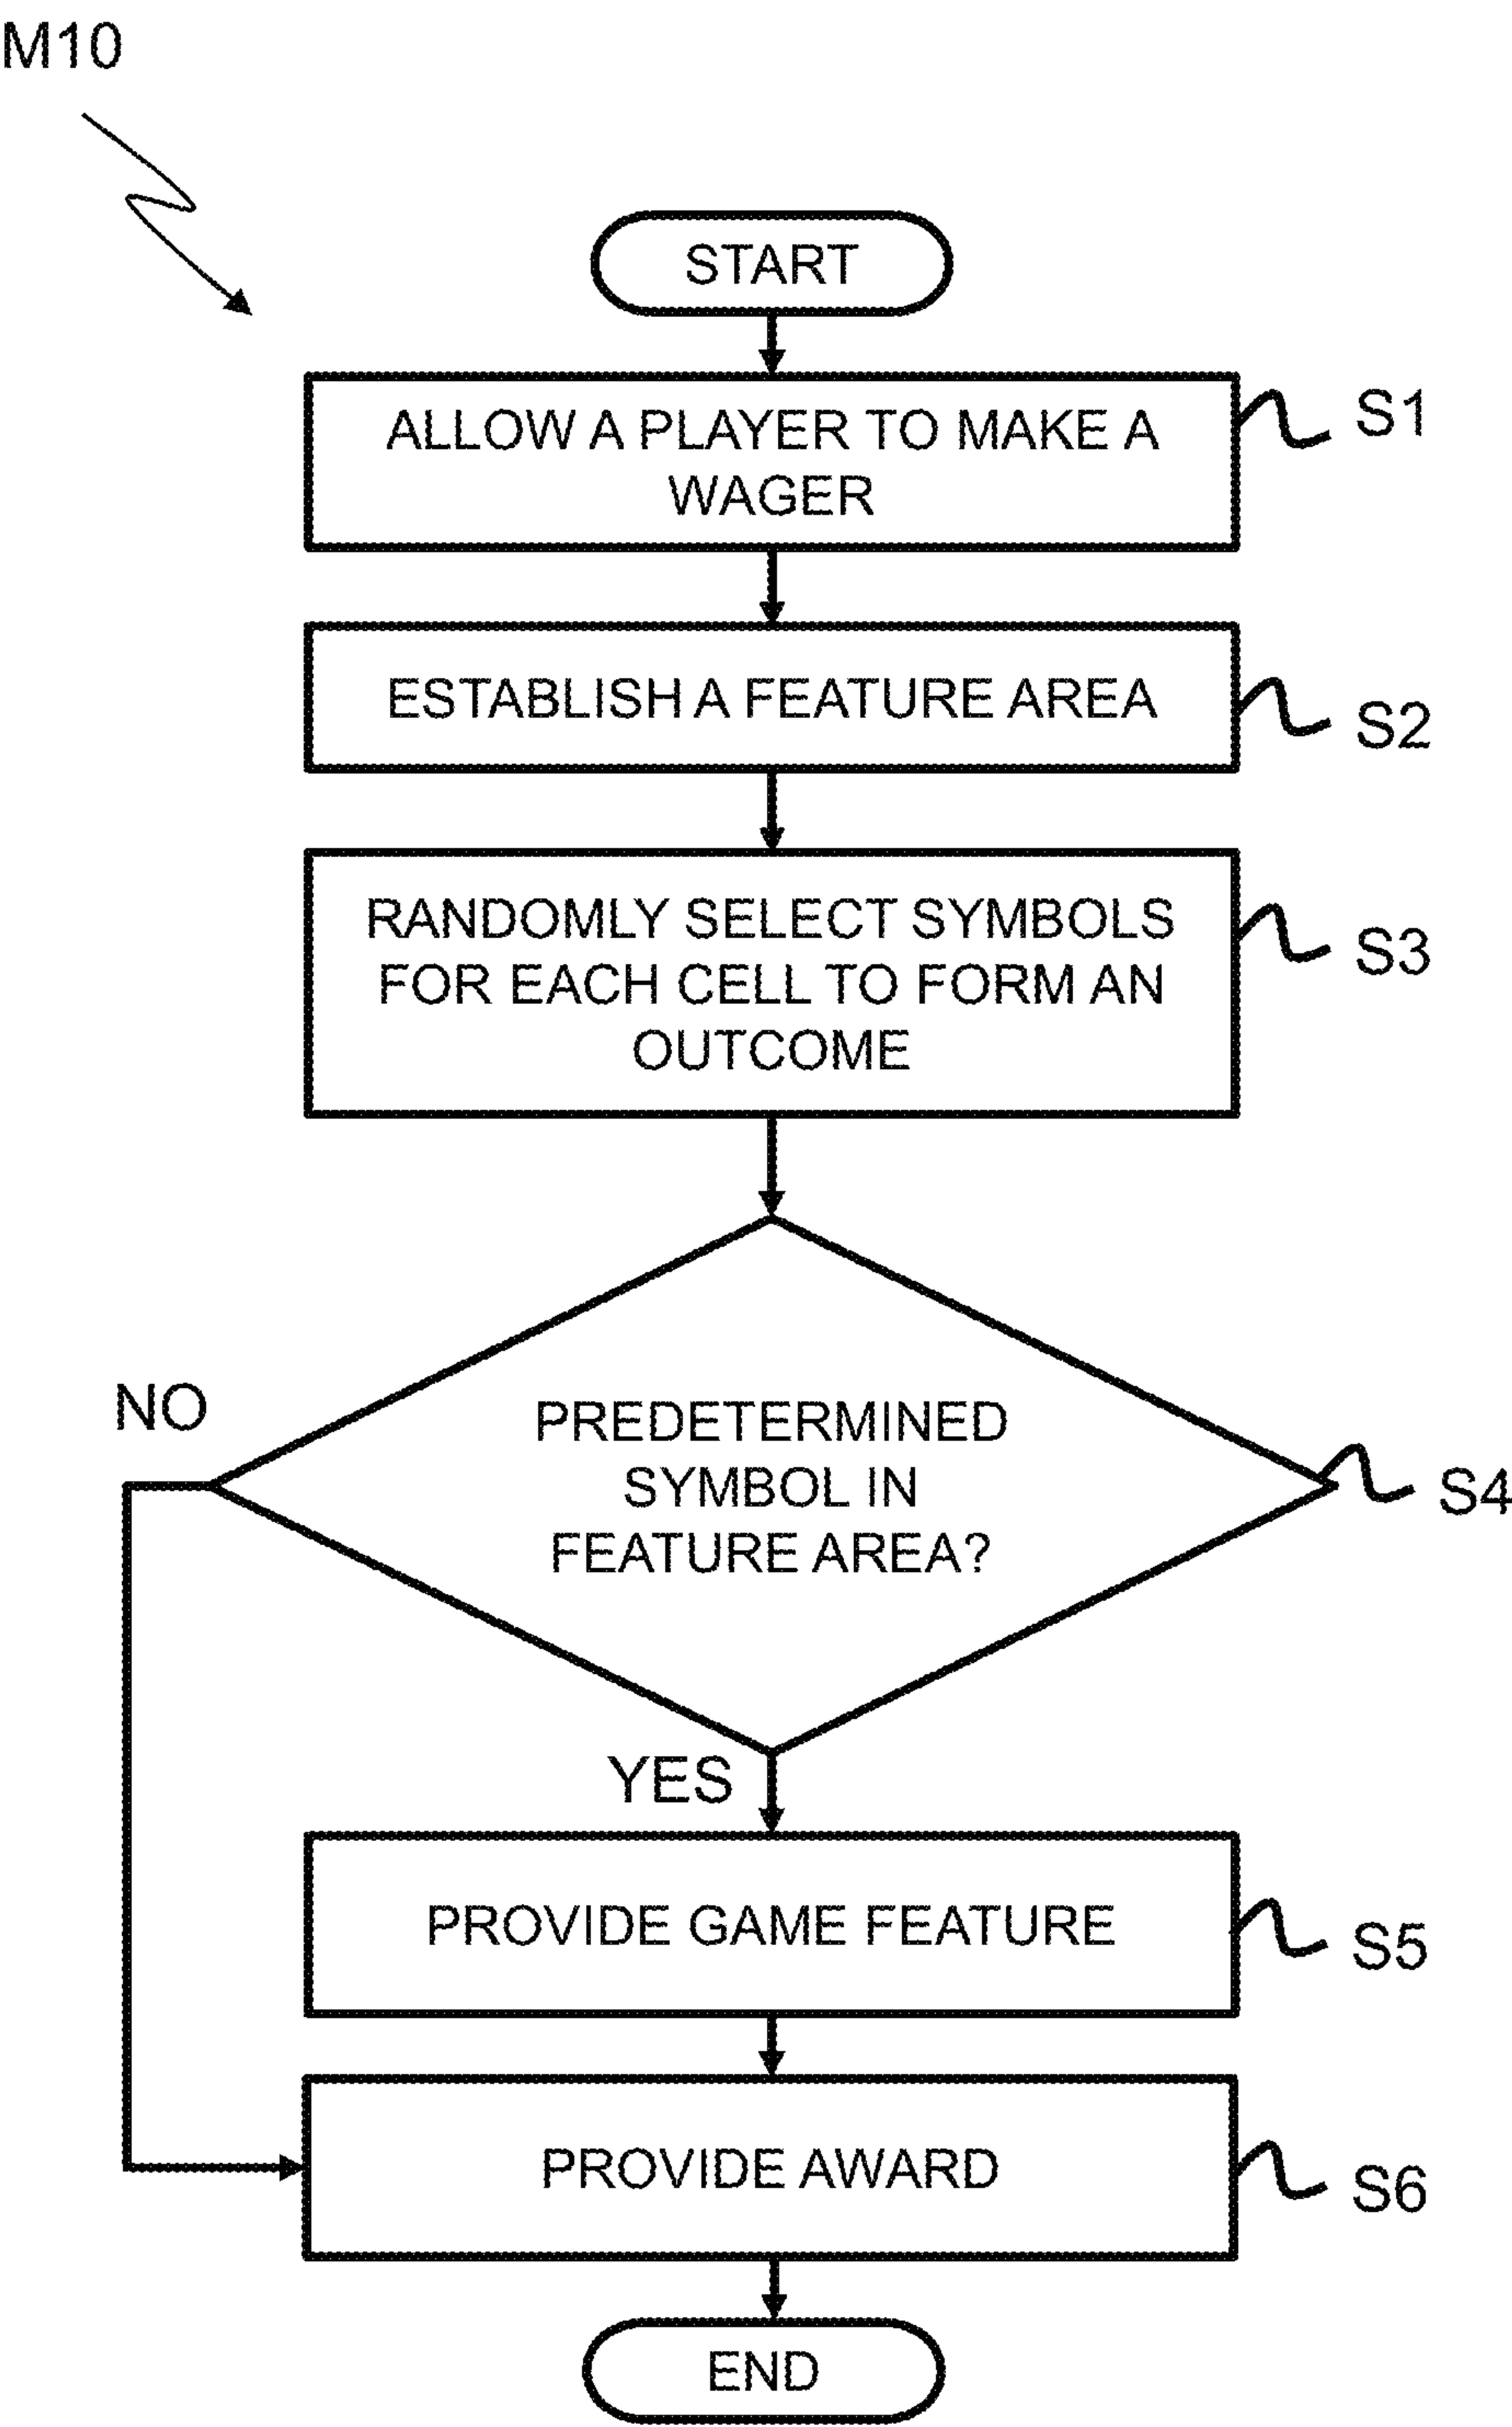 M10
START
ALLOW A PLAYER TO MAKE A
WAGER
S1
ESTABLISH A FEATURE AREA
S2
RANDOMLY SELECT SYMBOLS
FOR EACH CELL TO FORM AN
OUTCOME
S3
NO
PREDETERMINED
SYMBOL IN
FEATURE AREA?
S4
YES
PROVIDE GAME FEATURE
S5
PROVIDE AWARD
S6
END